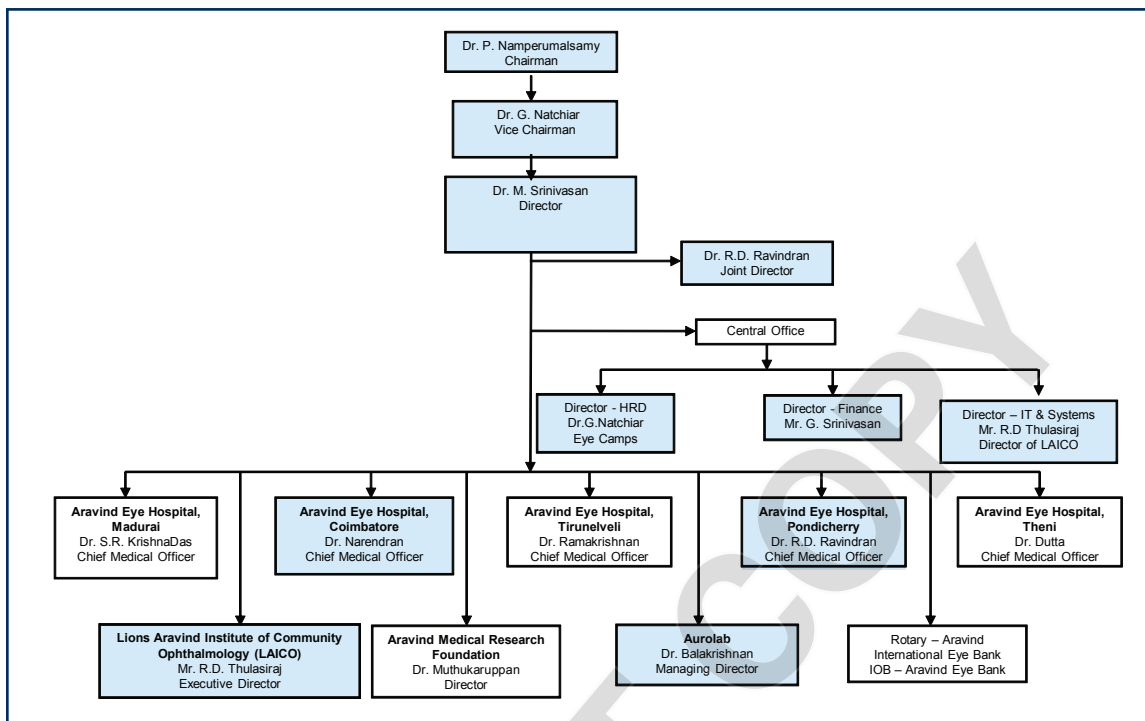 Dr. P. Namperumalsamy
Chairman
Dr. G. Natchiar
Vice Chairman
Dr. M. Srinivasan
Director
Dr. R.D. Ravindran
Joint Director
Central Office
Director - HRD
Dr.G.Natchiar
Eye Camps
Director - Finance
Mr. G. Srinivasan
Director – IT & Systems
Mr. R.D Thulasiraj
Director of LAICO
Aravind Eye Hospital,
Madurai
Dr. S.R. KrishnaDas
Chief Medical Officer
Aravind Eye Hospital,
Coimbatore
Dr. Narendran
Chief Medical Officer
Aravind Eye Hospital,
Tirunelveli
Dr. Ramakrishnan
Chief Medical Officer
Aravind Eye Hospital,
Pondicherry
Dr. R.D. Ravindran
Chief Medical Officer
Aravind Eye Hospital,
Theni
Dr. Dutta
Chief Medical Officer
Lions Aravind Institute of Community
Ophthalmology (LAICO)
Mr. R.D. Thulasiraj
Executive Director
Aravind Medical Research
Foundation
Dr. Muthukaruppan
Director
Aurolab
Dr. Balakrishnan
Managing Director
Rotary – Aravind
International Eye Bank
IOB – Aravind Eye Bank
T COPY